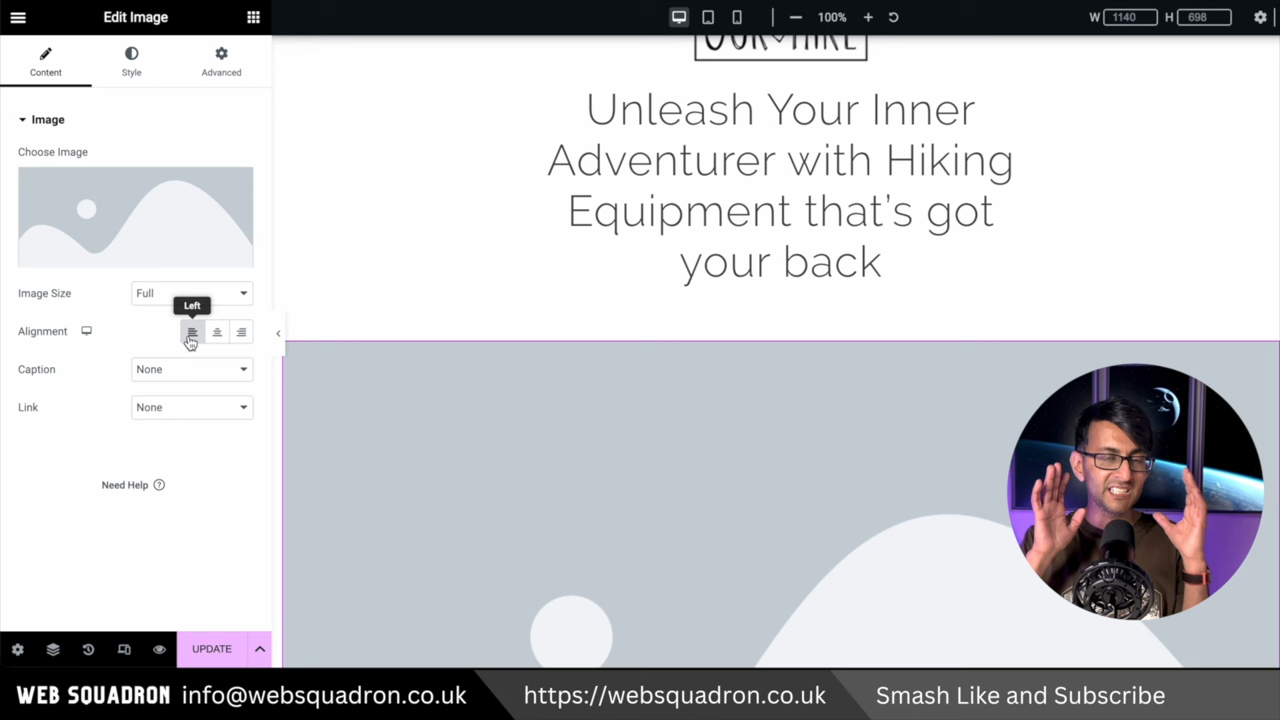 Edit Image
100%
W 1140 H 698
Content Style Advanced
Image
Choose Image
Image Size Full
Left
Alignment
Caption None
Link None
Need Help ?
UPDATE
OUR HIKE
Unleash Your Inner
Adventurer with Hiking
Equipment that's got
your back
WEB SQUADRON info@websquadron.co.uk https://websquadron.co.uk Smash Like and Subscribe